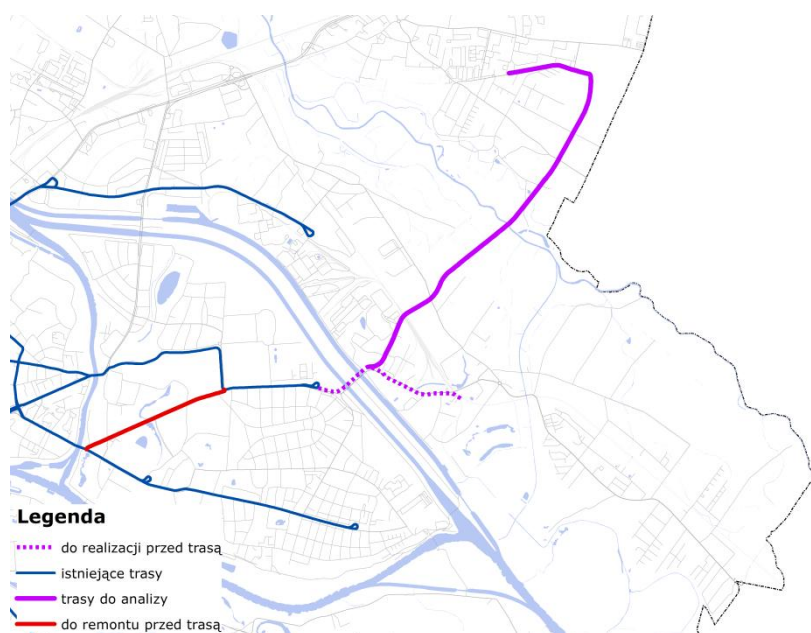 Legenda
do realizacji przed trasą
istniejące trasy
trasy do analizy
do remontu przed trasą